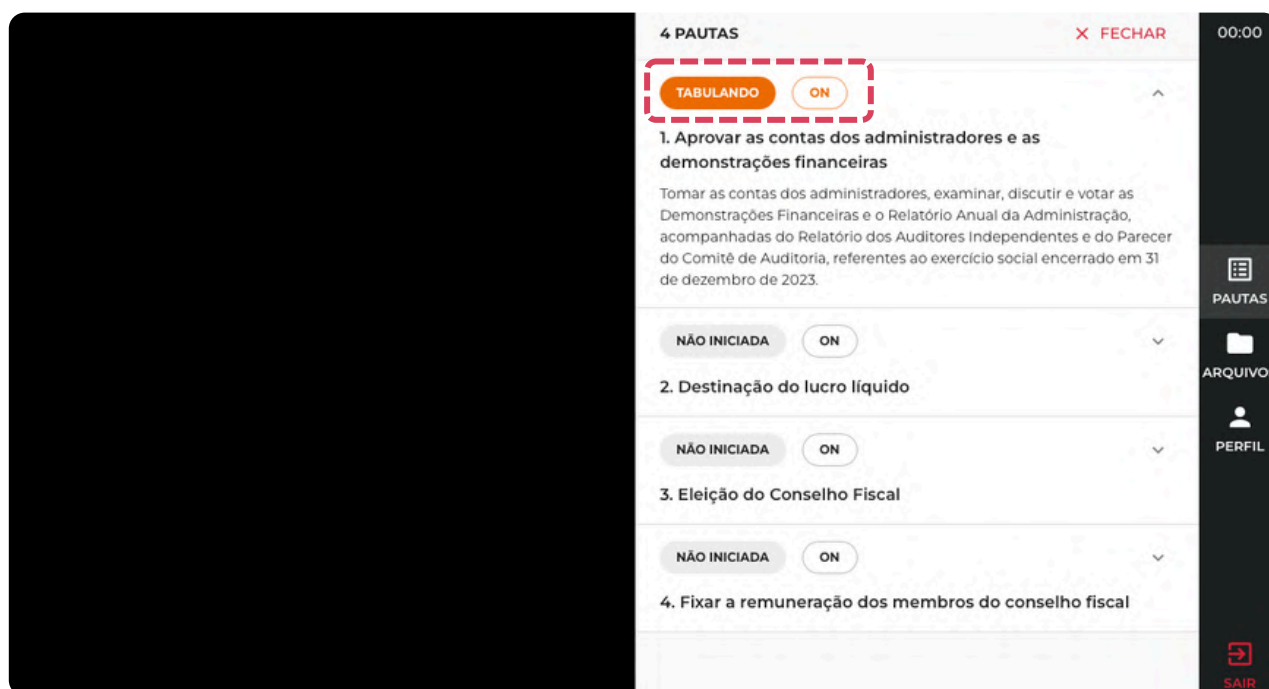 4 PAUTAS
FECHAR
00:00
TABULANDO
ON
1. Aprovar as contas dos administradores e as
demonstrações financeiras
Tomar as contas dos administradores, examinar, discutir e votar as
Demonstrações Financeiras e o Relatório Anual da Administração,
acompanhadas do Relatório dos Auditores Independentes e do Parecer
do Comitê de Auditoria, referentes ao exercício social encerrado em 31
de dezembro de 2023.
NÃO INICIADA
ON
2. Destinação do lucro líquido
NÃO INICIADA
ON
3. Eleição do Conselho Fiscal
NÃO INICIADA
ON
4. Fixar a remuneração dos membros do conselho fiscal
PAUTAS
ARQUIVO
PERFIL
SAIR